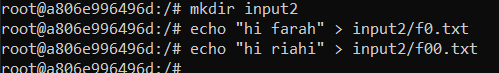 root@a806e996496d:/# mkdir input2
root@a806e996496d:/# echo "hi farah" > input2/f0.txt
root@a806e996496d:/# echo "hi riahi" > input2/f00.txt
root@a806e996496d:/#